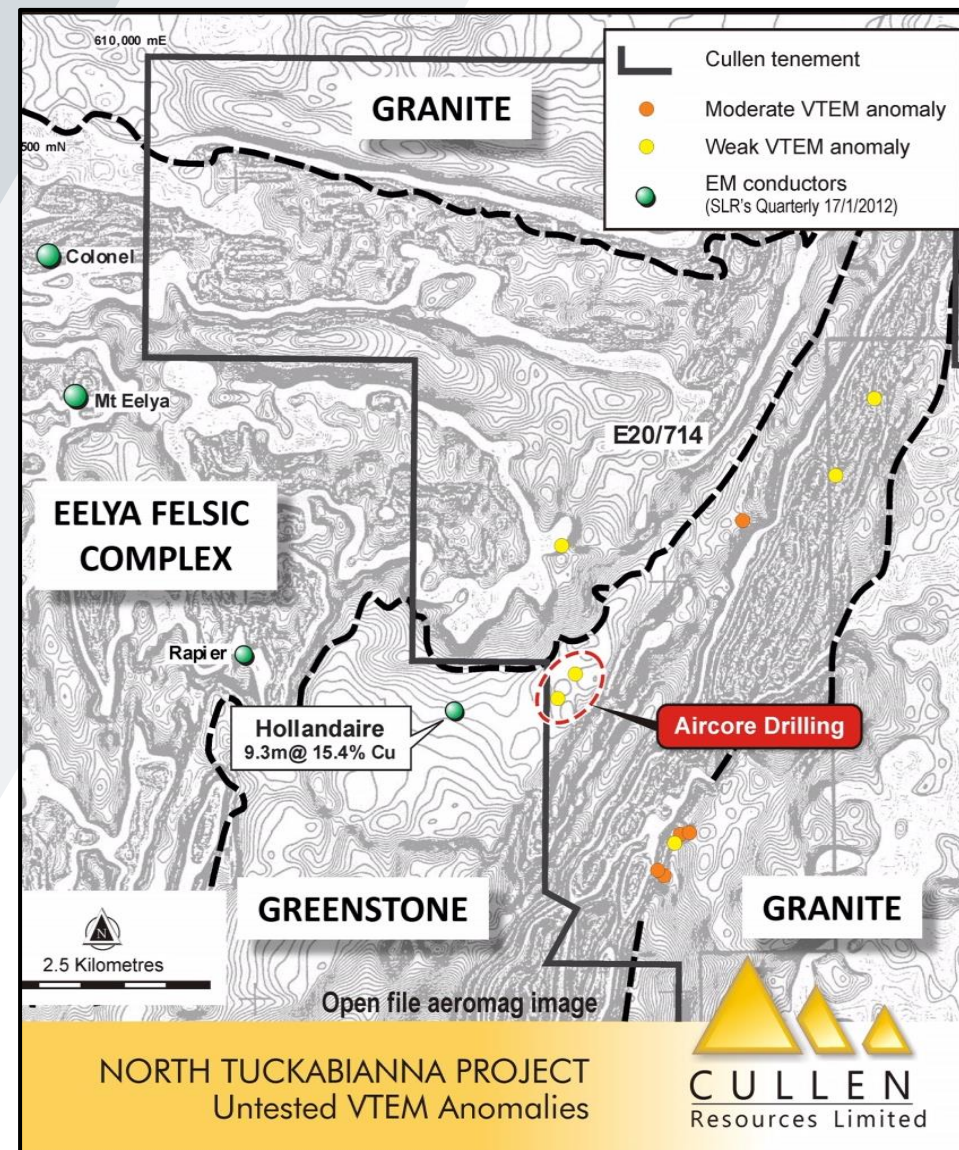 610,000 mE
500 mN
GRANITE
Cullen tenement
Moderate VTEM anomaly
Weak VTEM anomaly
EM conductors
(SLR's Quarterly 17/1/2012)
Colonel
Mt Eelya
E20/714
EELYA FELSIC
COMPLEX
Rapier
Hollandaire
9.3m@ 15.4% Cu
Aircore Drilling
GREENSTONE
GRANITE
N
2.5 Kilometres
Open file aeromag image
NORTH TUCKABIANNA PROJECT
Untested VTEM Anomalies
CULLEN
Resources Limited